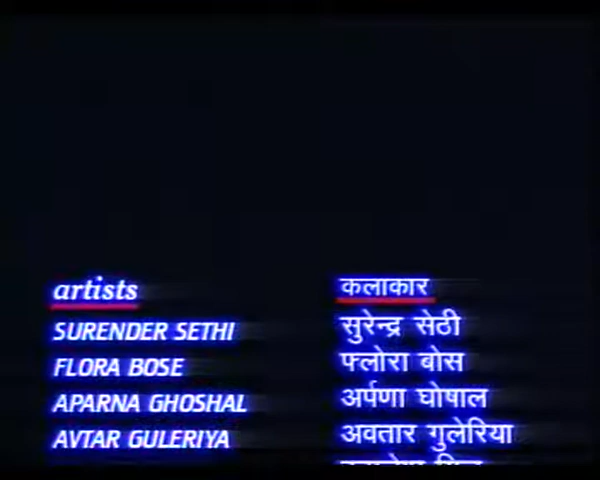 artists
कलाकार
SURENDER SETHI
सुरेन्द्र सेठी
FLORA BOSE
फ्लोरा बोस
APARNA GHOSHAL
अर्पणा घोषाल
AVTAR GULERIYA
अवतार गुलेरिया